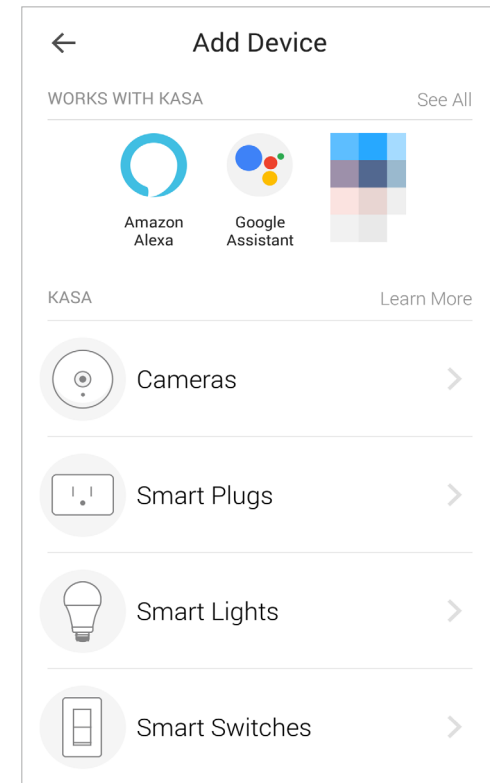 Add Device
WORKS WITH KASA See All
Amazon
Alexa
Google
Assistant
KASA Learn More
Cameras
Smart Plugs
Smart Lights
Smart Switches